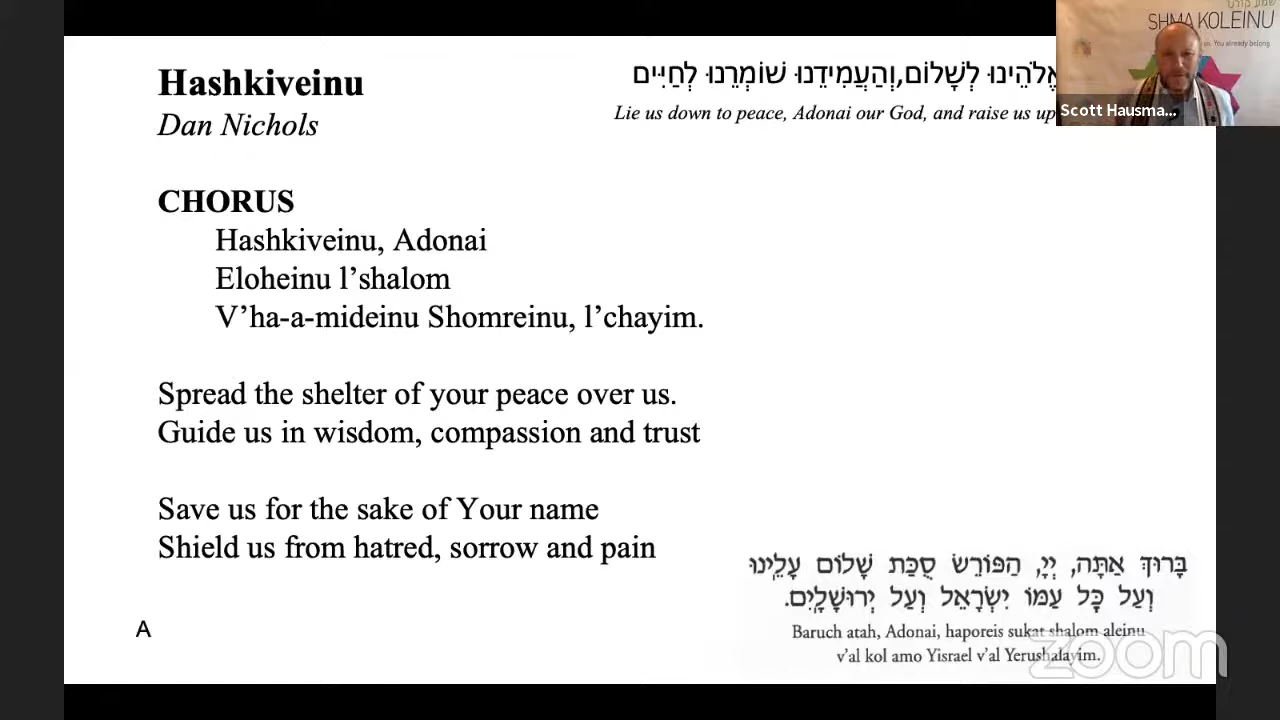 Hashkiveinu
Dan Nichols
אֱלֹהֵינוּ לְשָׁלוֹם,וְהַעֲמִידֵנוּ שׁוֹמְרֵנוּ לְחַיִּים
Lie us down to peace, Adonai our God, and raise us up
SHMA KOLEINU
on. You already belong.
Scott Hausma...
CHORUS
Hashkiveinu, Adonai
Eloheinu l’shalom
V’ha-a-mideinu Shomreinu, l’chayim.
Spread the shelter of your peace over us.
Guide us in wisdom, compassion and trust
Save us for the sake of Your name
Shield us from hatred, sorrow and pain
בָּרוּךְ אַתָּה, יְיָ, הַפּוֹרֵשׂ סֻכַּת שָׁלוֹם עָלֵֽינוּ
וְעַל כׇּל עַמּוֹ יִשְׂרָאֵל וְעַל יְרוּשָׁלָֽיִם.
Baruch atah, Adonai, haporeis sukat shalom aleinu
v’al kol amo Yisrael v’al Yerushalayim.
A
zoom